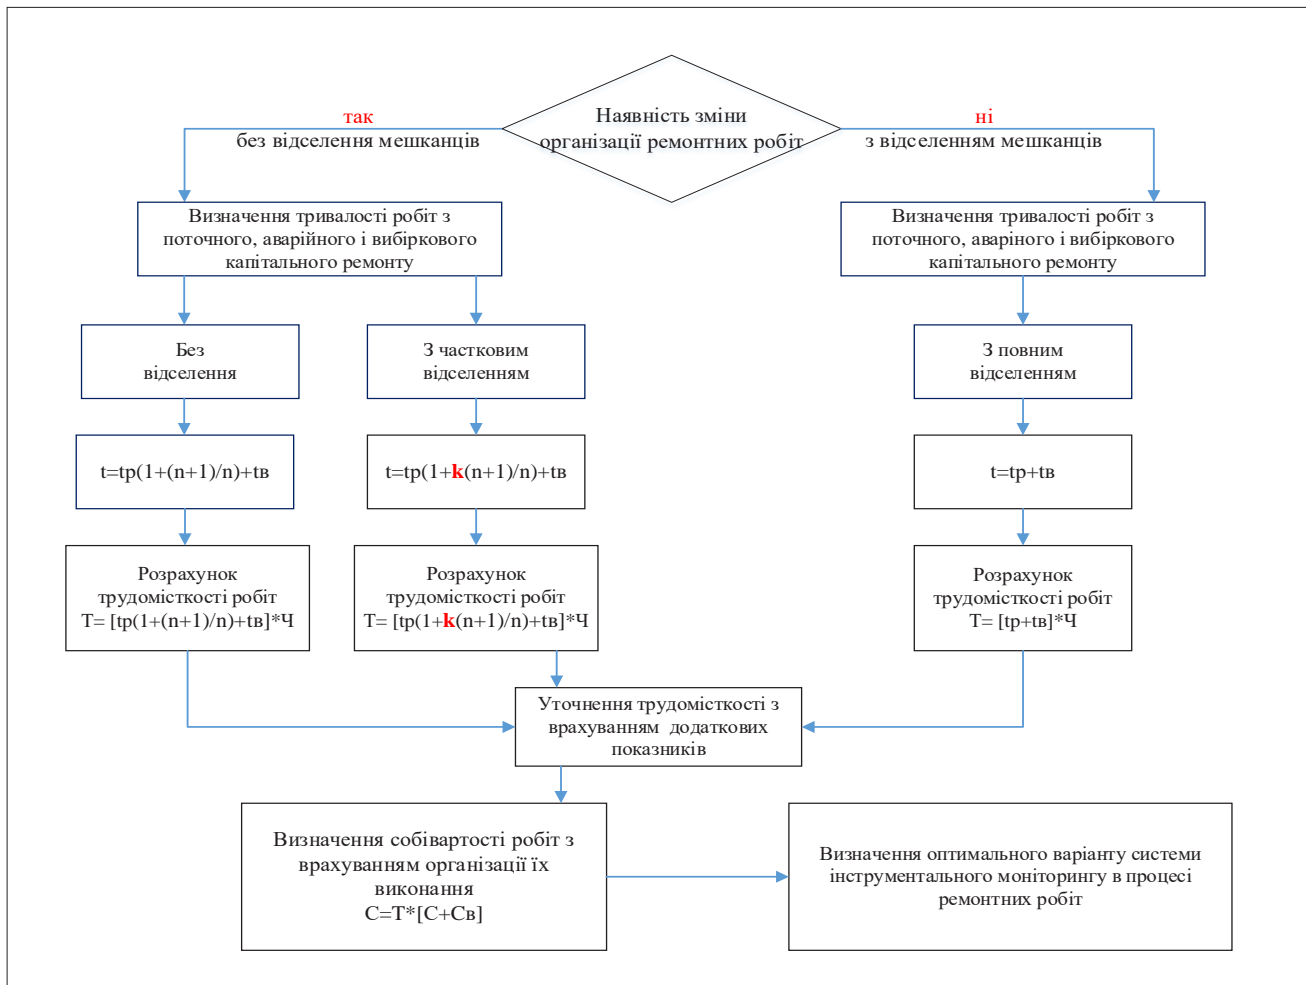 Наявність зміни
організації ремонтних робіт
так
без відселення мешканців
ні
з відселенням мешканців
Визначення тривалості робіт з
поточного, аварійного і вибіркового
капітального ремонту
Визначення тривалості робіт з
поточного, аваріного і вибіркового
капітального ремонту
Без
відселення
З частковим
відселенням
З повним
відселенням
t=tр(1+(n+1)/n)+tв
t=tр(1+k(n+1)/n)+tв
t=tр+tв
Розрахунок
трудомісткості робіт
Т= [tр(1+(n+1)/n)+tв]*Ч
Розрахунок
трудомісткості робіт
Т= [tр(1+k(n+1)/n)+tв]*Ч
Розрахунок
трудомісткості робіт
Т= [tр+tв]*Ч
Уточнення трудомісткості з
врахуванням додаткових
показників
Визначення собівартості робіт з
врахуванням організації їх
виконання
С=Т*[С+Св]
Визначення оптимального варіанту системи
інструментального моніторингу в процесі
ремонтних робіт